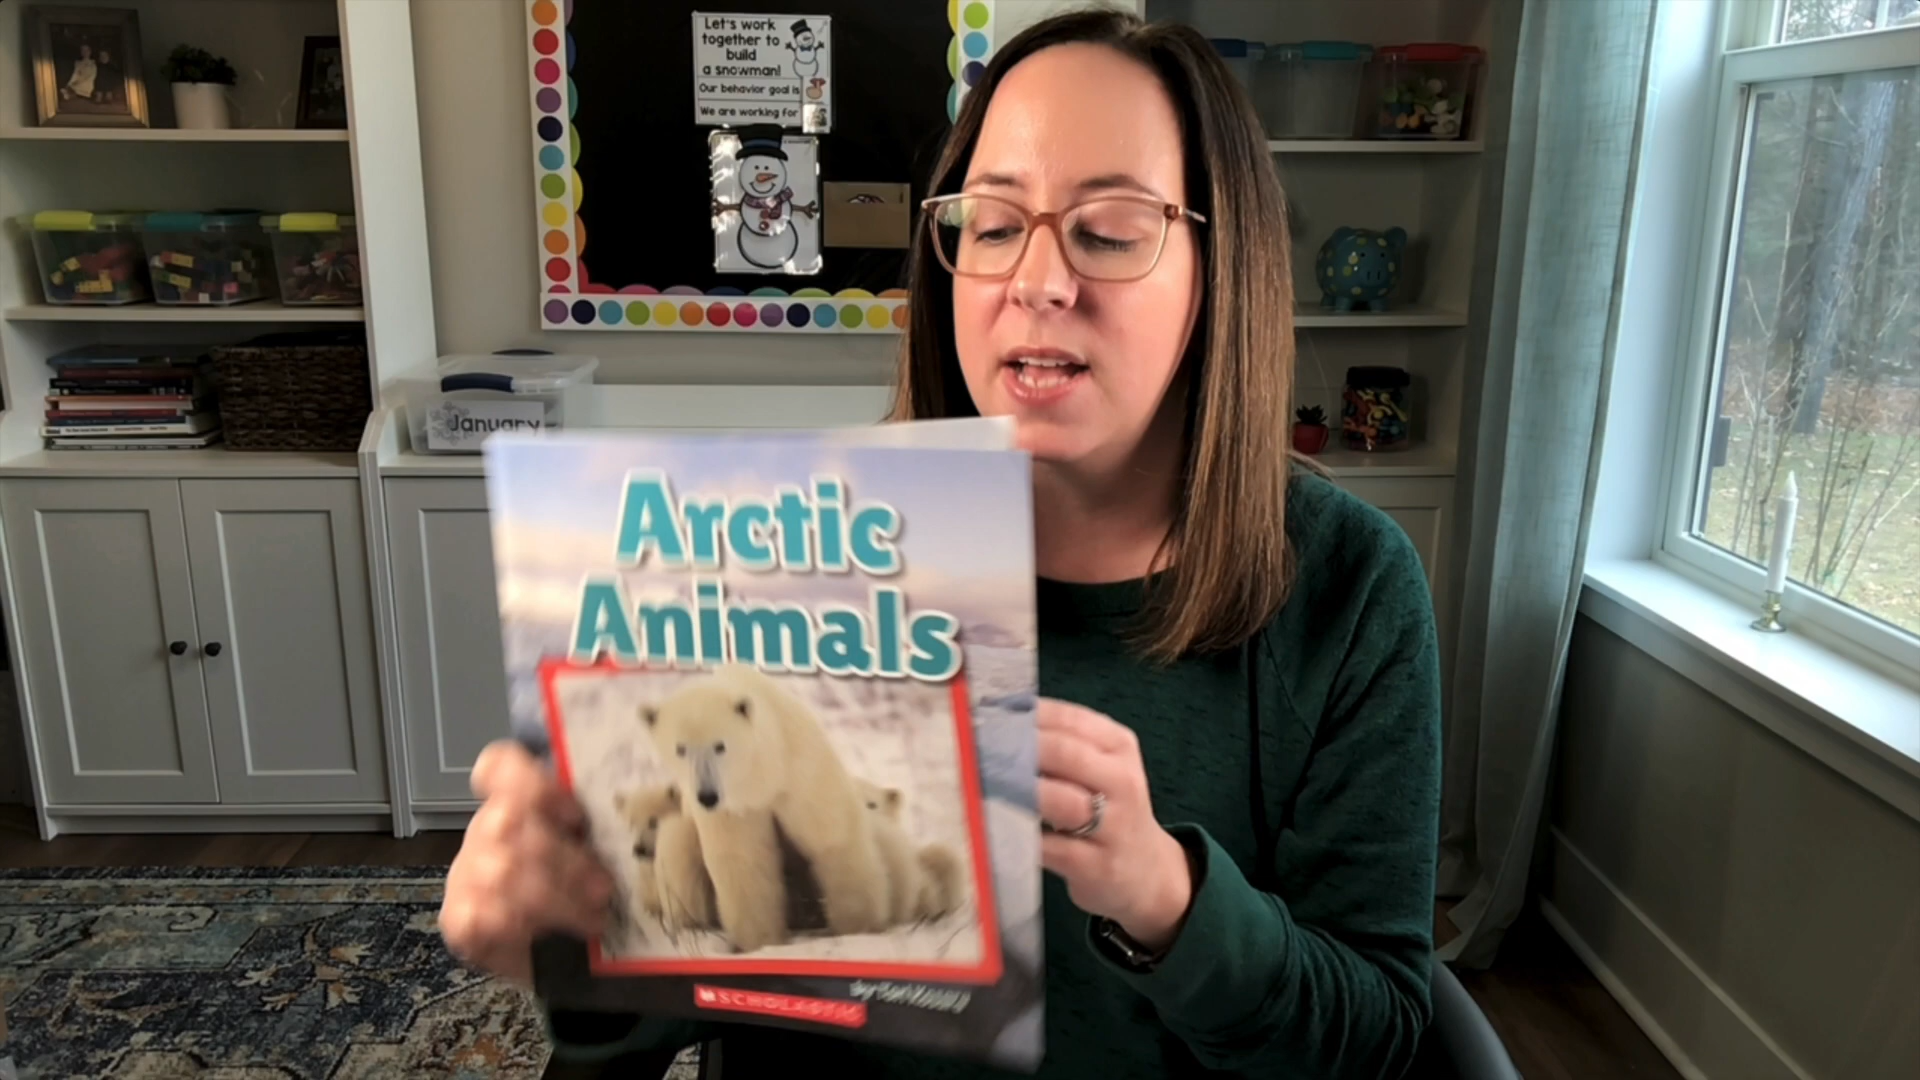 Let's work
together to
build
a snowman!
Our behavior goal is
We are working for
January
Arctic
Animals
SCHOLASTIC